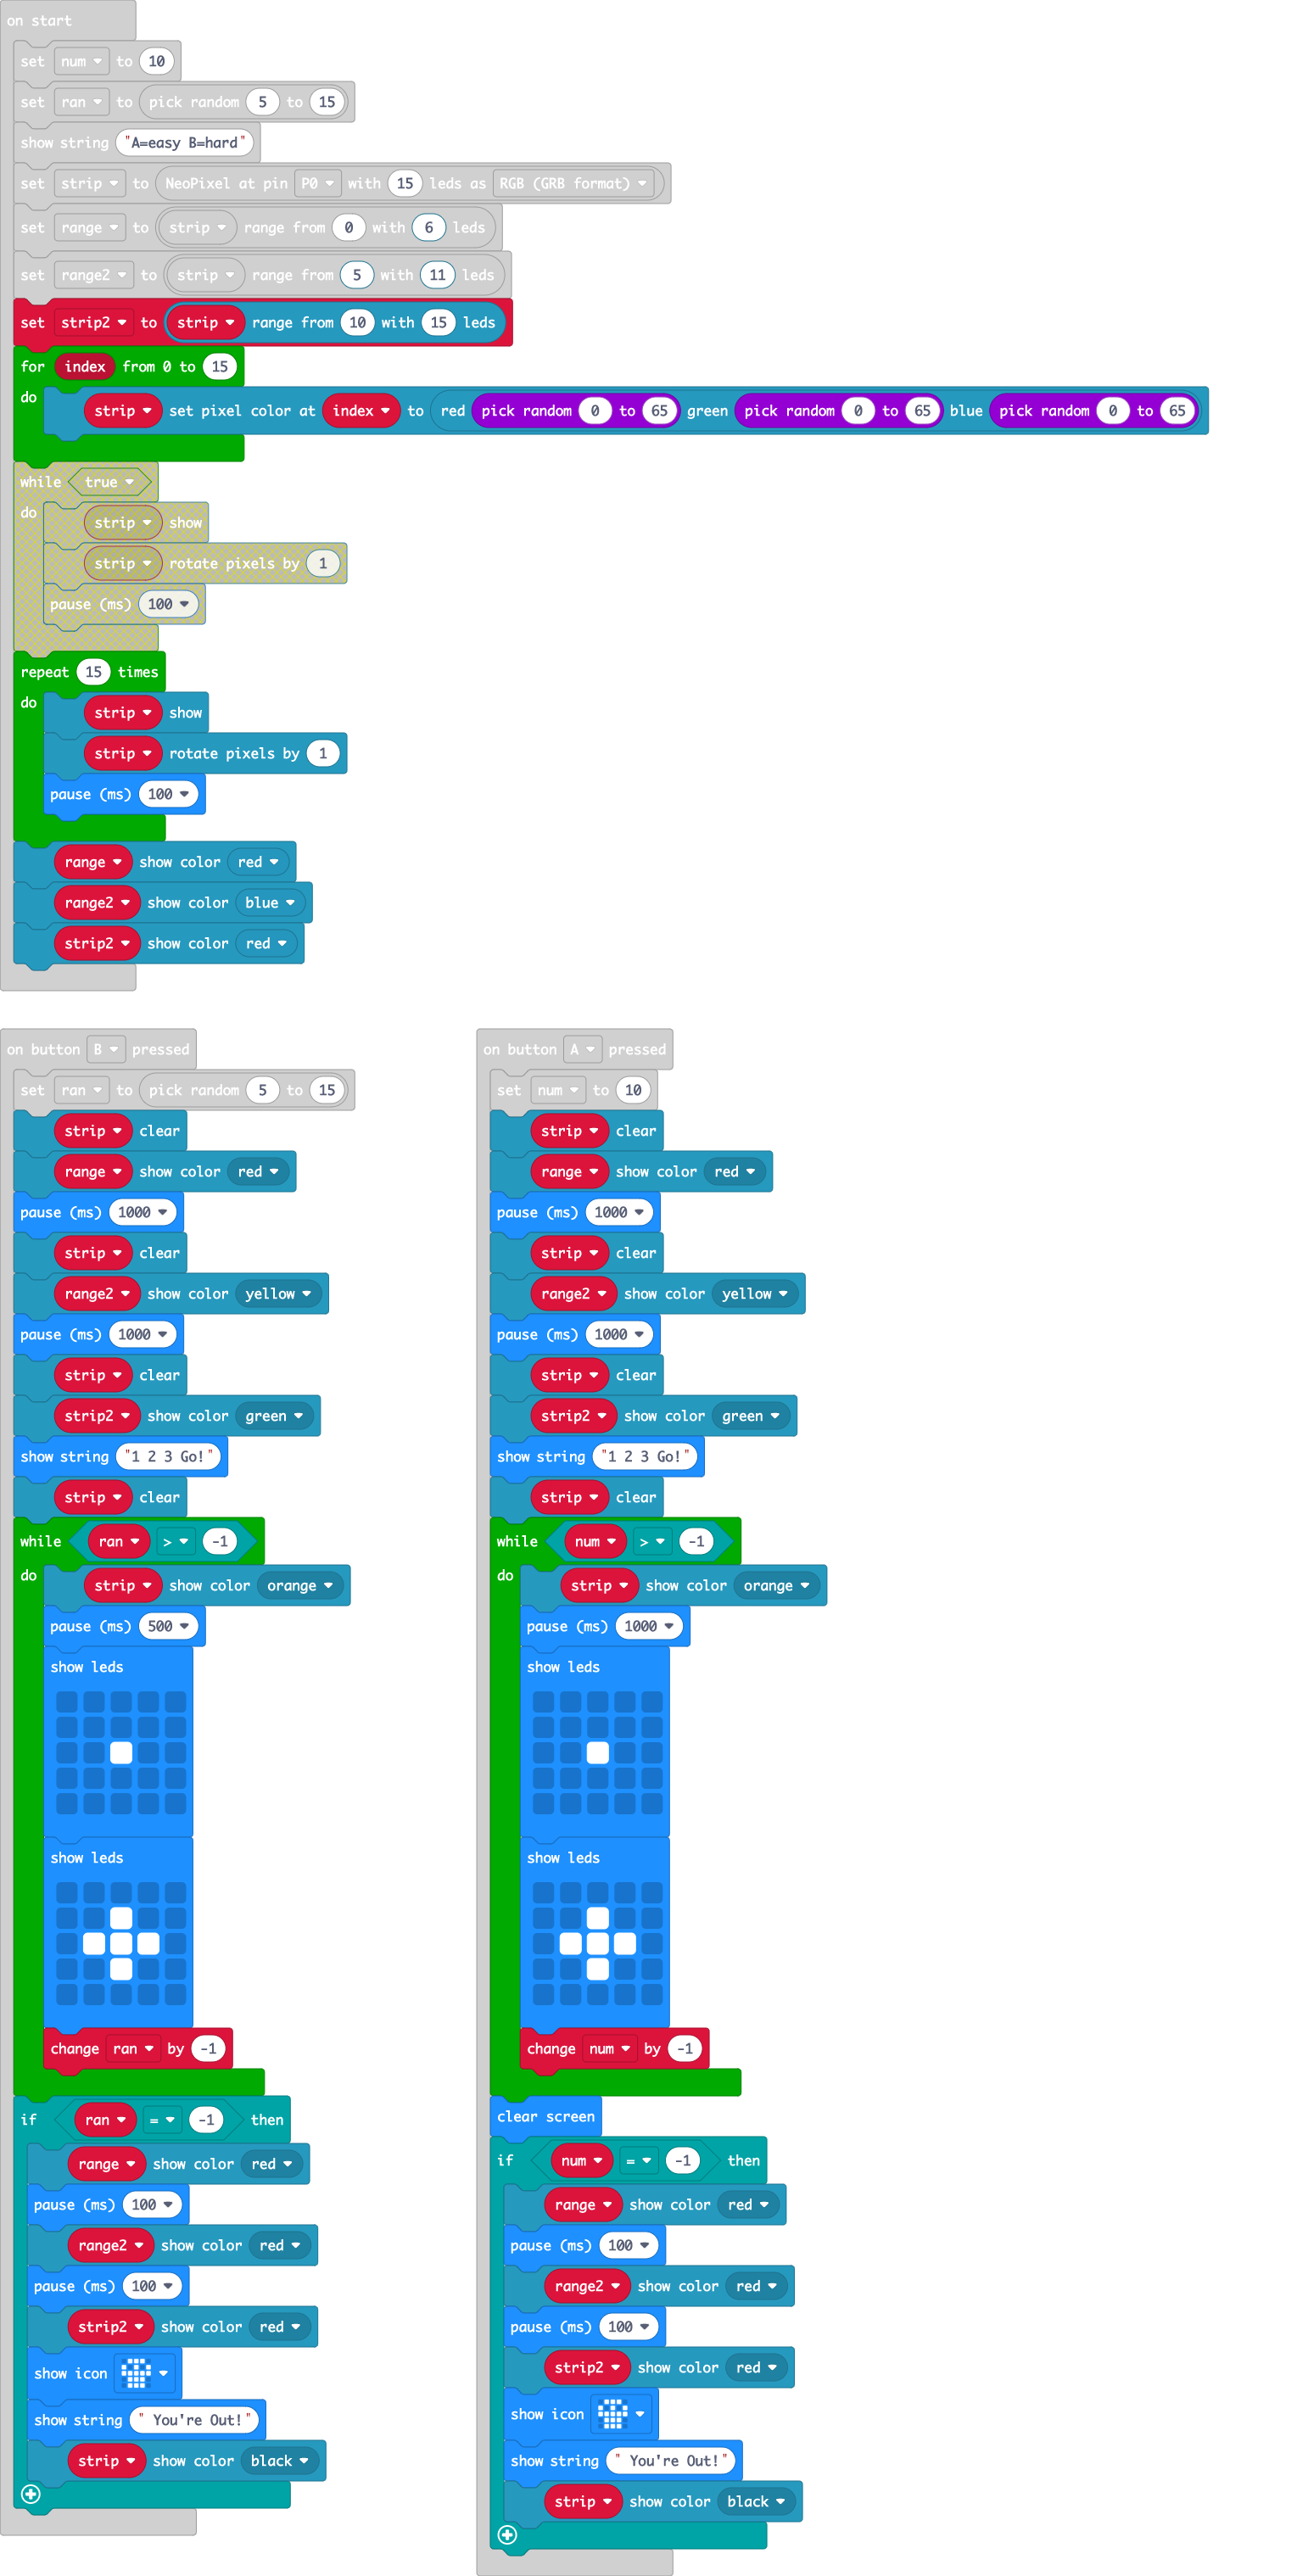 on start
set num to 10
set ran to pick random 5 to 15
show string "A=easy B=hard"
set strip to NeoPixel at pin P0 with 15 leds as RGB (GRB format)
set range to strip range from 0 with 6 leds
set range2 to strip range from 5 with 11 leds
set strip2 to strip range from 10 with 15 leds
for index from 0 to 15
do strip set pixel color at index to red pick random 0 to 65 green pick random 0 to 65 blue pick random 0 to 65
while true
do strip show
strip rotate pixels by 1
pause (ms) 100
repeat 15 times
do strip show
strip rotate pixels by 1
pause (ms) 100
range show color red
range2 show color blue
strip2 show color red
on button B pressed
set ran to pick random 5 to 15
strip clear
range show color red
pause (ms) 1000
strip clear
range2 show color yellow
pause (ms) 1000
strip clear
strip2 show color green
show string "1 2 3 Go!"
strip clear
while ran > -1
do strip show color orange
pause (ms) 500
show leds
show leds
change ran by -1
if ran = -1 then
range show color red
pause (ms) 100
range2 show color red
pause (ms) 100
strip2 show color red
show icon
show string " You're Out!"
strip show color black
on button A pressed
set num to 10
strip clear
range show color red
pause (ms) 1000
strip clear
range2 show color yellow
pause (ms) 1000
strip clear
strip2 show color green
show string "1 2 3 Go!"
strip clear
while num > -1
do strip show color orange
pause (ms) 1000
show leds
show leds
change num by -1
clear screen
if num = -1 then
range show color red
pause (ms) 100
range2 show color red
pause (ms) 100
strip2 show color red
show icon
show string " You're Out!"
strip show color black